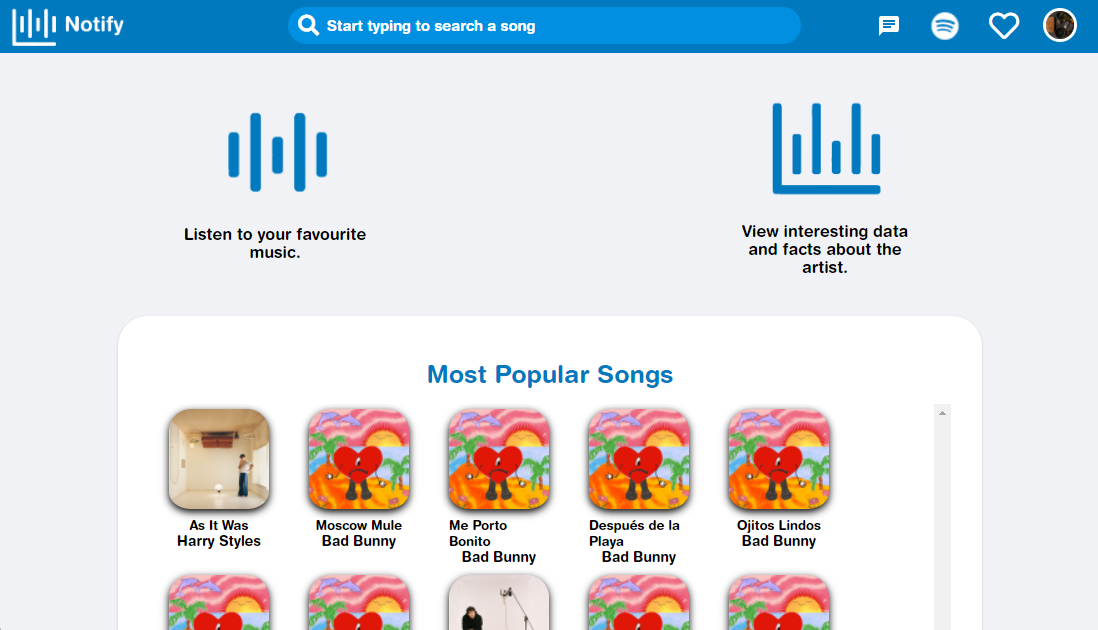 Notify
Start typing to search a song
Listen to your favourite
music.
View interesting data
and facts about the
artist.
Most Popular Songs
As It Was
Harry Styles
Moscow Mule
Bad Bunny
Me Porto
Bonito
Bad Bunny
Después de la
Playa
Bad Bunny
Ojitos Lindos
Bad Bunny